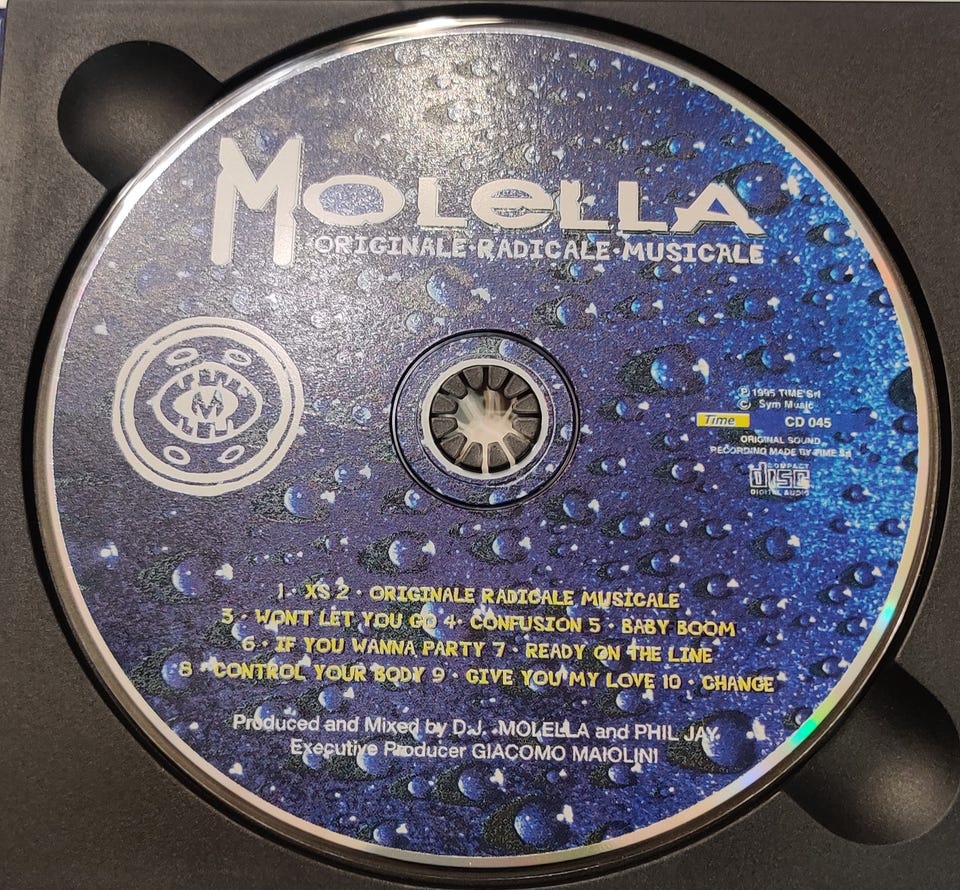 MOLELLA
ORIGINALE·RADICALE·MUSICALE
M
℗ 1995 TIME Srl
© Sym Music
Time CD 045
ORIGINAL SOUND
RECORDING MADE BY TIME Srl
COMPACT
disc
DIGITAL AUDIO
1 · XS 2 · ORIGINALE RADICALE MUSICALE
3 · WONT LET YOU GO 4 · CONFUSION 5 · BABY BOOM
6 · IF YOU WANNA PARTY 7 · READY ON THE LINE
8 · CONTROL YOUR BODY 9 · GIVE YOU MY LOVE 10 · CHANGE
Produced and Mixed by D.J. MOLELLA and PHIL JAY
Executive Producer GIACOMO MAIOLINI